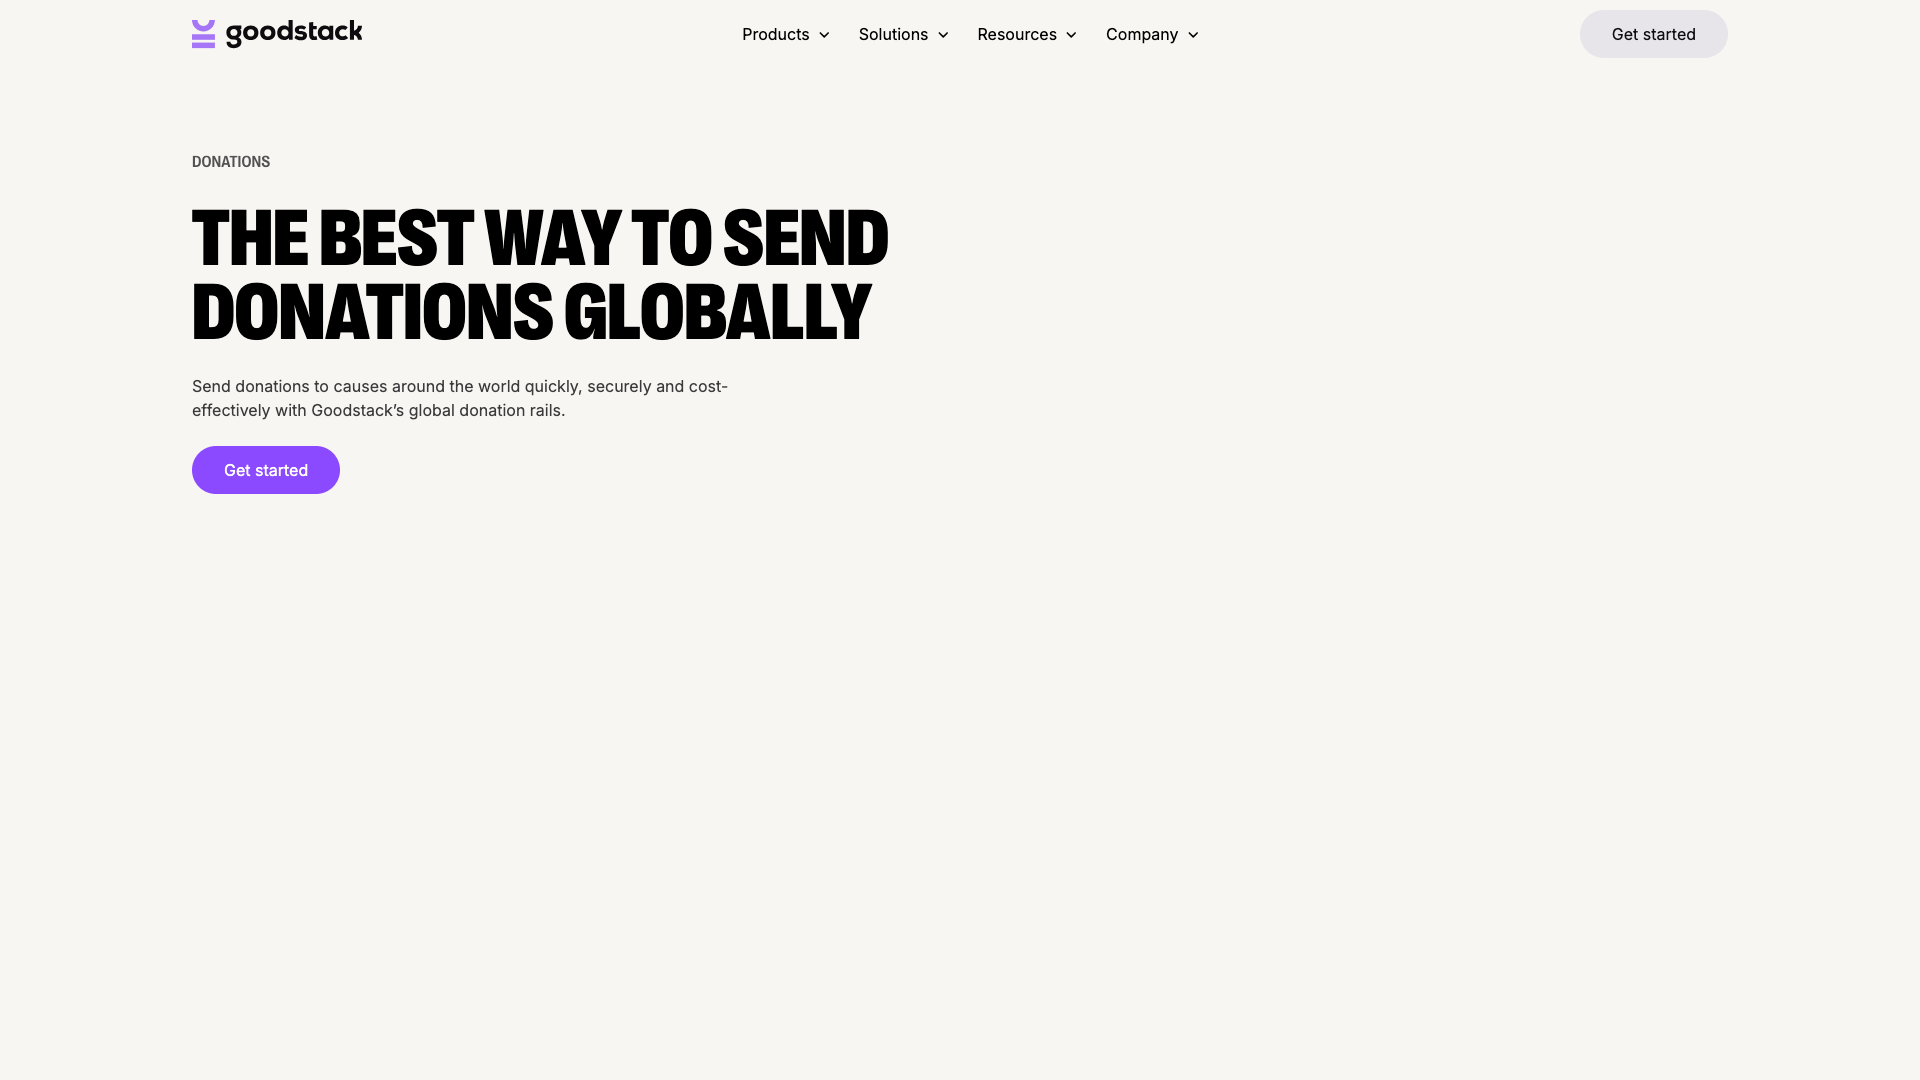 goodstack
Products
Solutions
Resources
Company
Get started
DONATIONS
THE BEST WAY TO SEND
DONATIONS GLOBALLY
Send donations to causes around the world quickly, securely and cost-
effectively with Goodstack’s global donation rails.
Get started